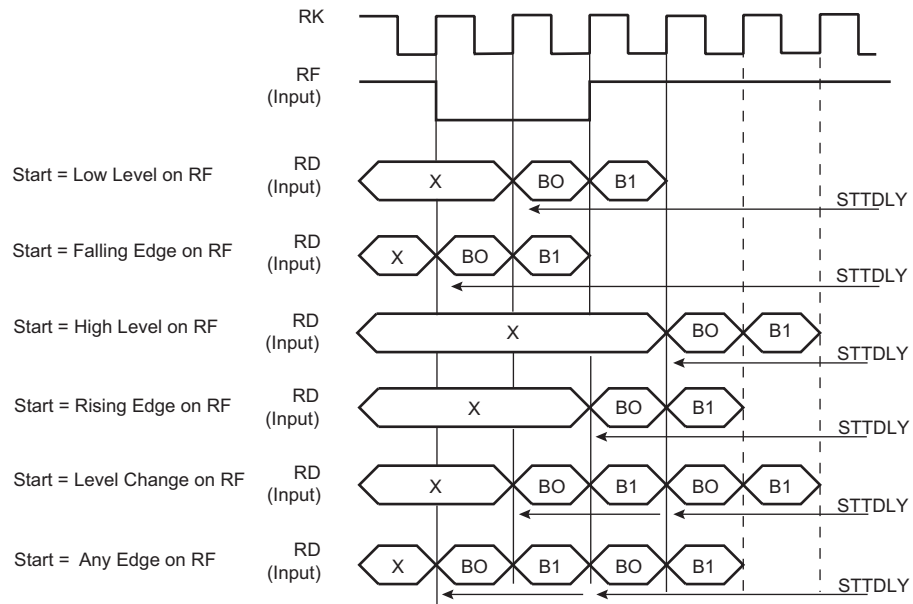 RK
RF
(Input)
Start = Low Level on RF
RD
(Input)
X
BO
B1
STTDLY
Start = Falling Edge on RF
RD
(Input)
X
BO
B1
STTDLY
Start = High Level on RF
RD
(Input)
X
BO
B1
STTDLY
Start = Rising Edge on RF
RD
(Input)
X
BO
B1
STTDLY
Start = Level Change on RF
RD
(Input)
X
BO
B1
BO
B1
STTDLY
Start = Any Edge on RF
RD
(Input)
X
BO
B1
BO
B1
STTDLY